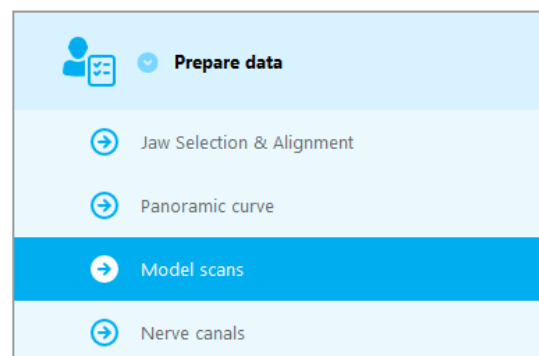 Prepare data
Jaw Selection & Alignment
Panoramic curve
Model scans
Nerve canals